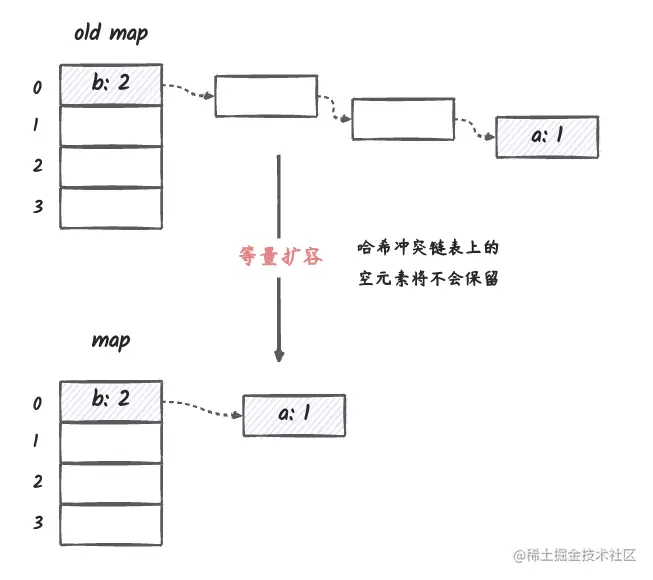 old map
0
b: 2
1
2
3
a: 1
等量扩容
哈希冲突链表上的
空元素将不会保留
map
0
b: 2
a: 1
1
2
3
@稀土掘金技术社区